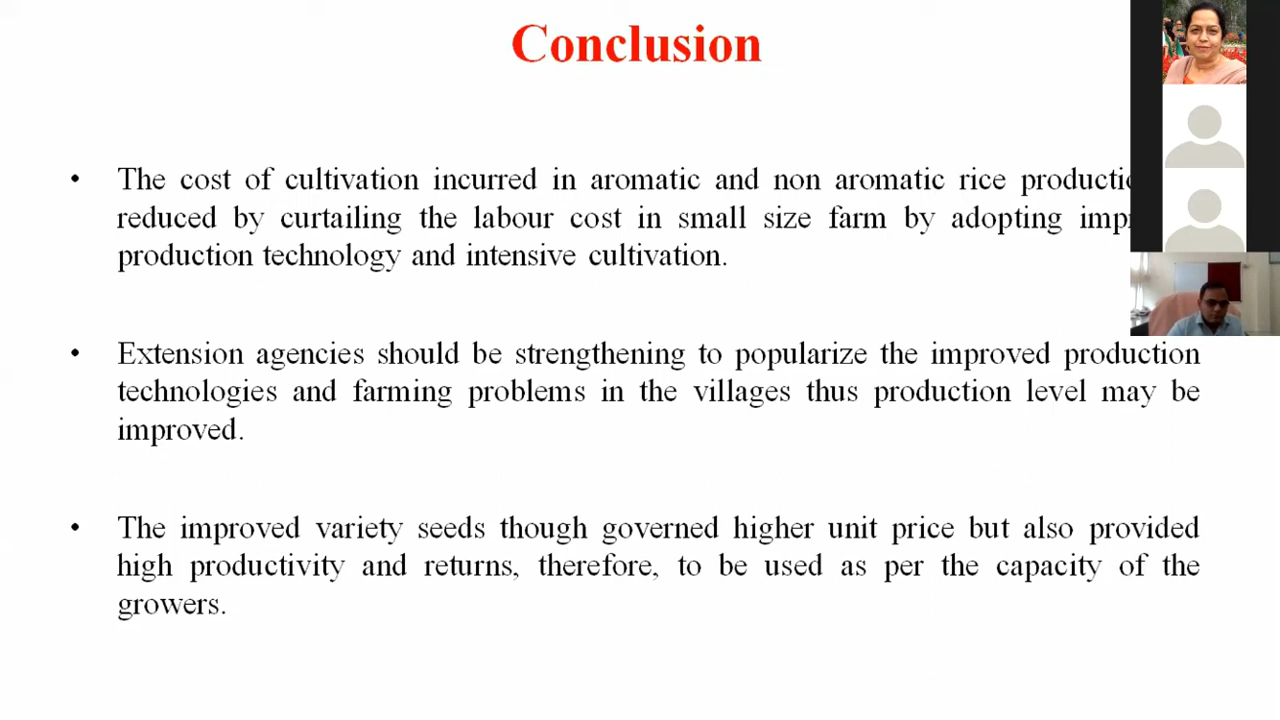 Conclusion
• The cost of cultivation incurred in aromatic and non aromatic rice
reduced by curtailing the labour cost in small size farm by adopting
production technology and intensive cultivation.
• Extension agencies should be strengthening to popularize the improved production
technologies and farming problems in the villages thus production level may be
improved.
• The improved variety seeds though governed higher unit price but also provided
high productivity and returns, therefore, to be used as per the capacity of the
growers.